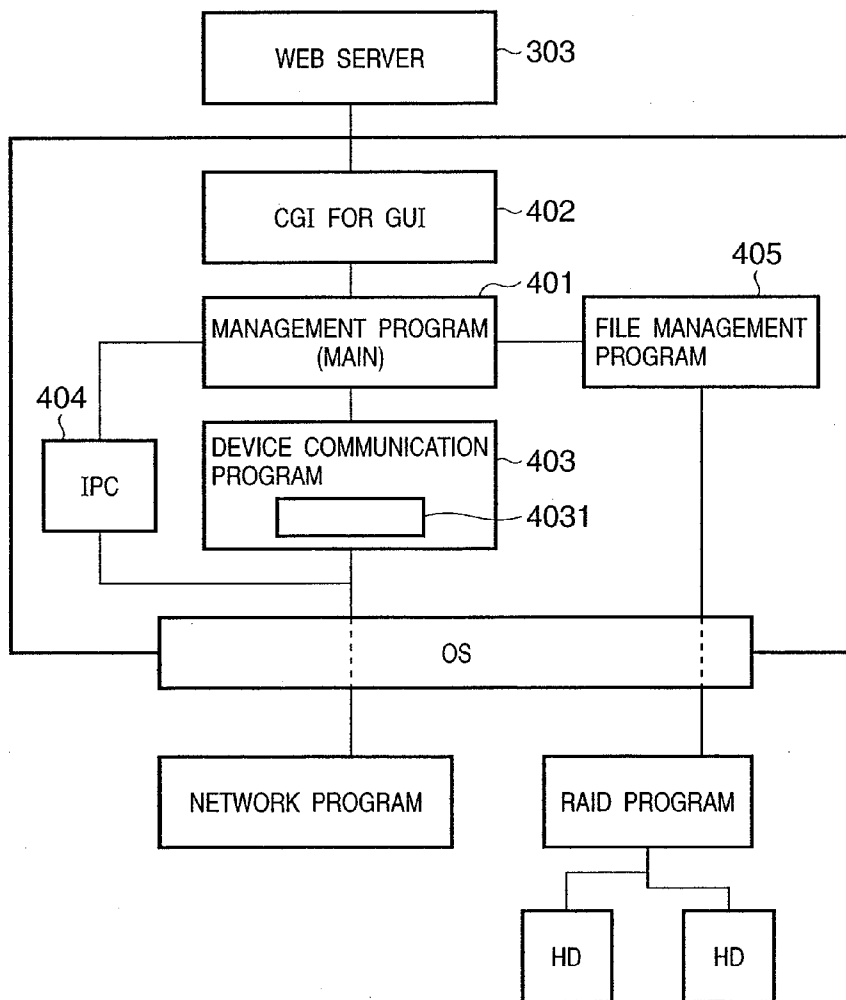 WEB SERVER
303
CGI FOR GUI
402
401
405
MANAGEMENT PROGRAM
(MAIN)
FILE MANAGEMENT
PROGRAM
404
IPC
DEVICE COMMUNICATION
PROGRAM
403
4031
OS
NETWORK PROGRAM
RAID PROGRAM
HD
HD